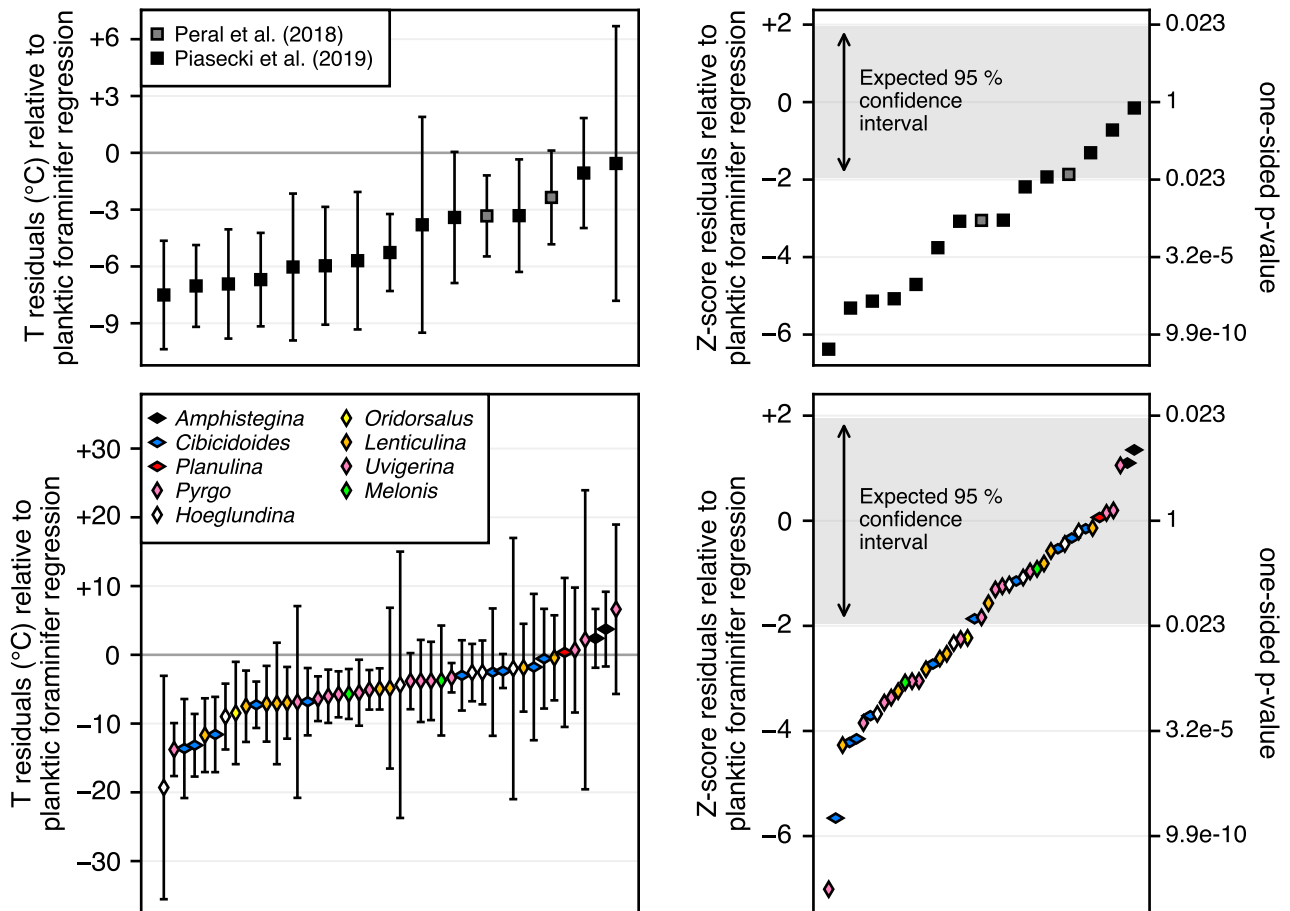 T residuals (°C) relative to
planktic foraminifer regression
+6
+3
0
−3
−6
−9
Peral et al. (2018)
Piasecki et al. (2019)
Z-score residuals relative to
planktic foraminifer regression
+2
0
−2
−4
−6
Expected 95 %
confidence
interval
0.023
1
0.023
3.2e-5
9.9e-10
one-sided p-value
T residuals (°C) relative to
planktic foraminifer regression
+30
+20
+10
0
−10
−20
−30
Amphistegina
Cibicidoides
Planulina
Pyrgo
Hoeglundina
Oridorsalus
Lenticulina
Uvigerina
Melonis
Z-score residuals relative to
planktic foraminifer regression
+2
0
−2
−4
−6
Expected 95 %
confidence
interval
0.023
1
0.023
3.2e-5
9.9e-10
one-sided p-value